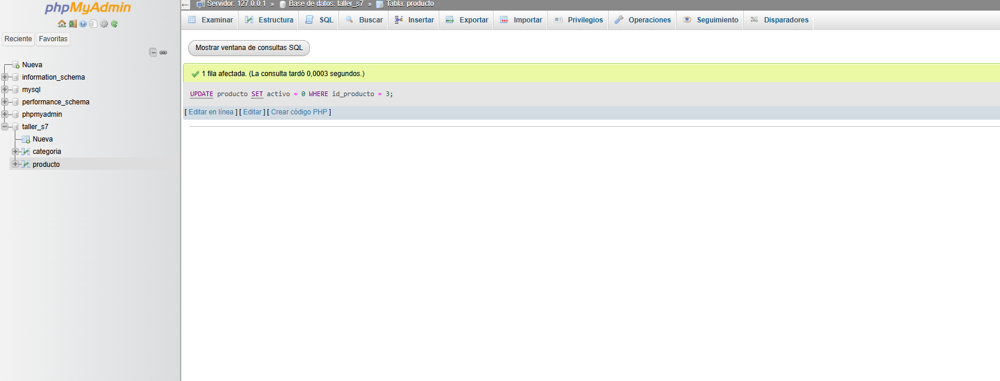 phpMyAdmin
Reciente Favoritas
Nueva
information_schema
mysql
performance_schema
phpmyadmin
taller_s7
Nueva
categoria
producto
Servidor: 127.0.0.1 » Base de datos: taller_s7 » Tabla: producto
Examinar Estructura SQL Buscar Insertar Exportar Importar Privilegios Operaciones Seguimiento Disparadores
Mostrar ventana de consultas SQL
1 fila afectada. (La consulta tardó 0,0003 segundos.)
UPDATE producto SET activo = 0 WHERE id_producto = 3;
[ Editar en línea ] [ Editar ] [ Crear código PHP ]